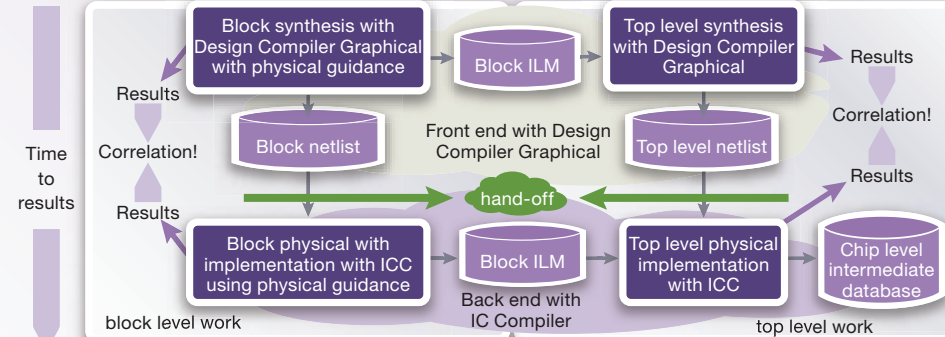 Block synthesis with
Design Compiler Graphical
with physical guidance
Block ILM
Top level synthesis
with Design Compiler
Graphical
Results
Results
Correlation!
Correlation!
Block netlist
Front end with Design
Compiler Graphical
Top level netlist
Time
to
results
Results
Results
hand-off
Block physical with
implementation with ICC
using physical guidance
Block ILM
Top level physical
implementation
with ICC
Chip level
intermediate
database
Back end with
IC Compiler
block level work
top level work